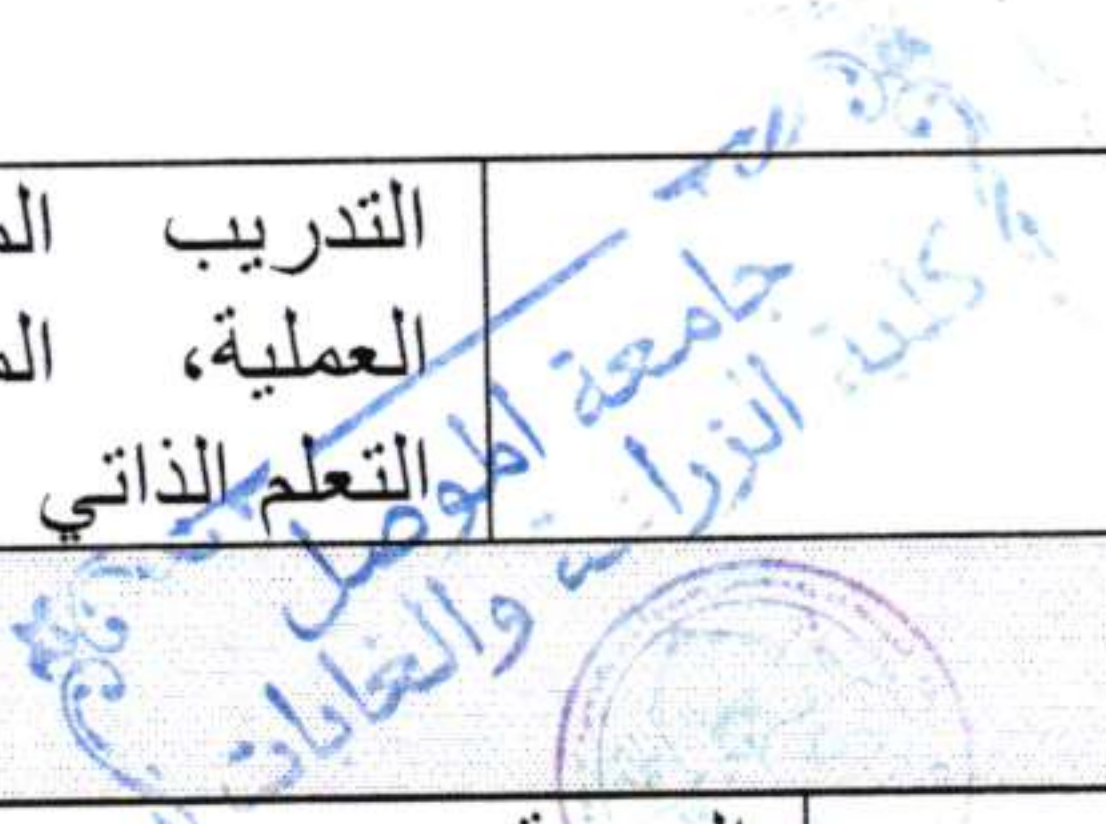 التدريب
العملية،
التعلم الذاتي
جامعة الموصل
كلية الزراعة والغابات